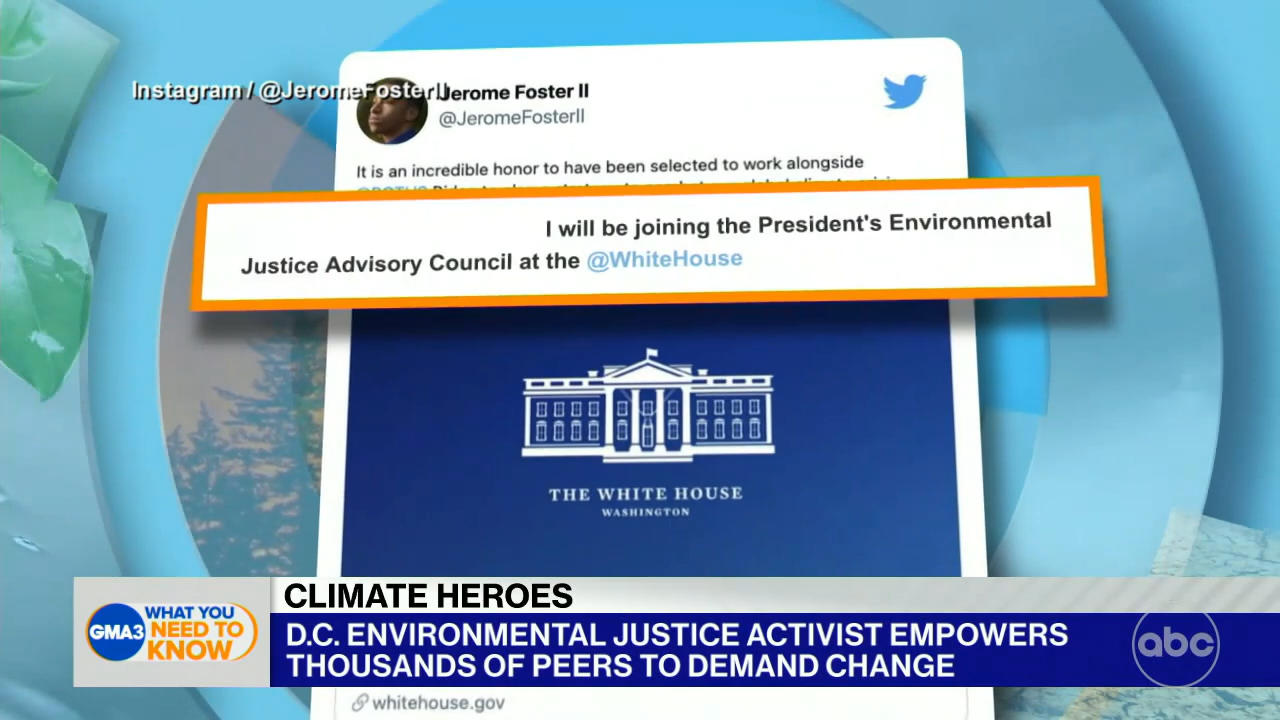 Instagram / @JeromeFosterII
Jerome Foster II
@JeromeFosterII
It is an incredible honor to have been selected to work alongside
I will be joining the President's Environmental
Justice Advisory Council at the @WhiteHouse
THE WHITE HOUSE
WASHINGTON
CLIMATE HEROES
GMA3 WHAT YOU
NEED TO
KNOW
D.C. ENVIRONMENTAL JUSTICE ACTIVIST EMPOWERS
THOUSANDS OF PEERS TO DEMAND CHANGE
abc
whitehouse.gov